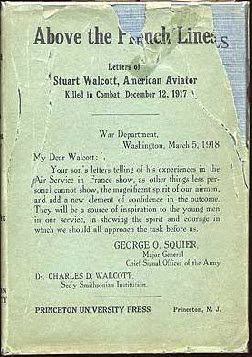 Above the French Lines
Letters of
Stuart Walcott, American Aviator
Killed in Combat, December 12, 1917
War Department,
Washington, March 5, 1918
My Dear Walcott:
Your son's letters telling of his experiences in the
Air Service in France show, as other things less per-
sonal cannot show, the magnificent spirit of our airmen,
and add a new element of confidence in the outcome.
They will be a source of inspiration to the young men
in our service, in showing the spirit and courage in
which we should all approach the task before us.
GEORGE O. SQUIER,
Major General
Chief Signal Officer of the Army
Dr. CHARLES D. WALCOTT,
Sec'y Smithsonian Institution.
PRINCETON UNIVERSITY PRESS Princeton, N. J.